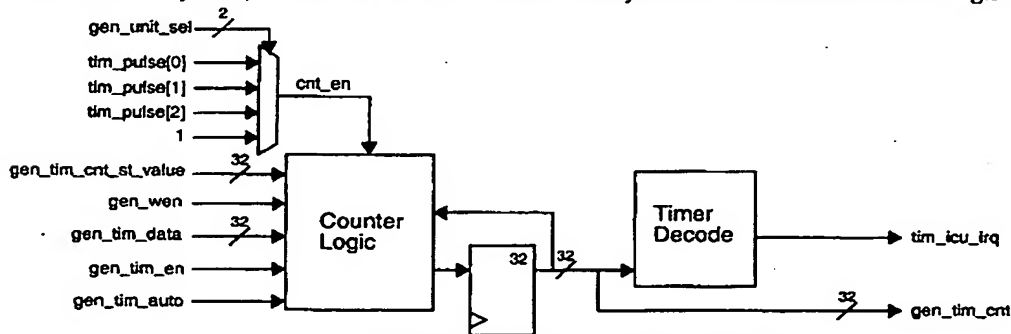 2
gen_unit_sel
tim_pulse[0]
tim_pulse[1]
cnt_en
tim_pulse[2]
1
32
gen_tim_cnt_st_value
gen_wen
32
gen_tim_data
gen_tim_en
gen_tim_auto
Counter
Logic
32
32
Timer
Decode
tim_icu_irq
32
gen_tim_cnt